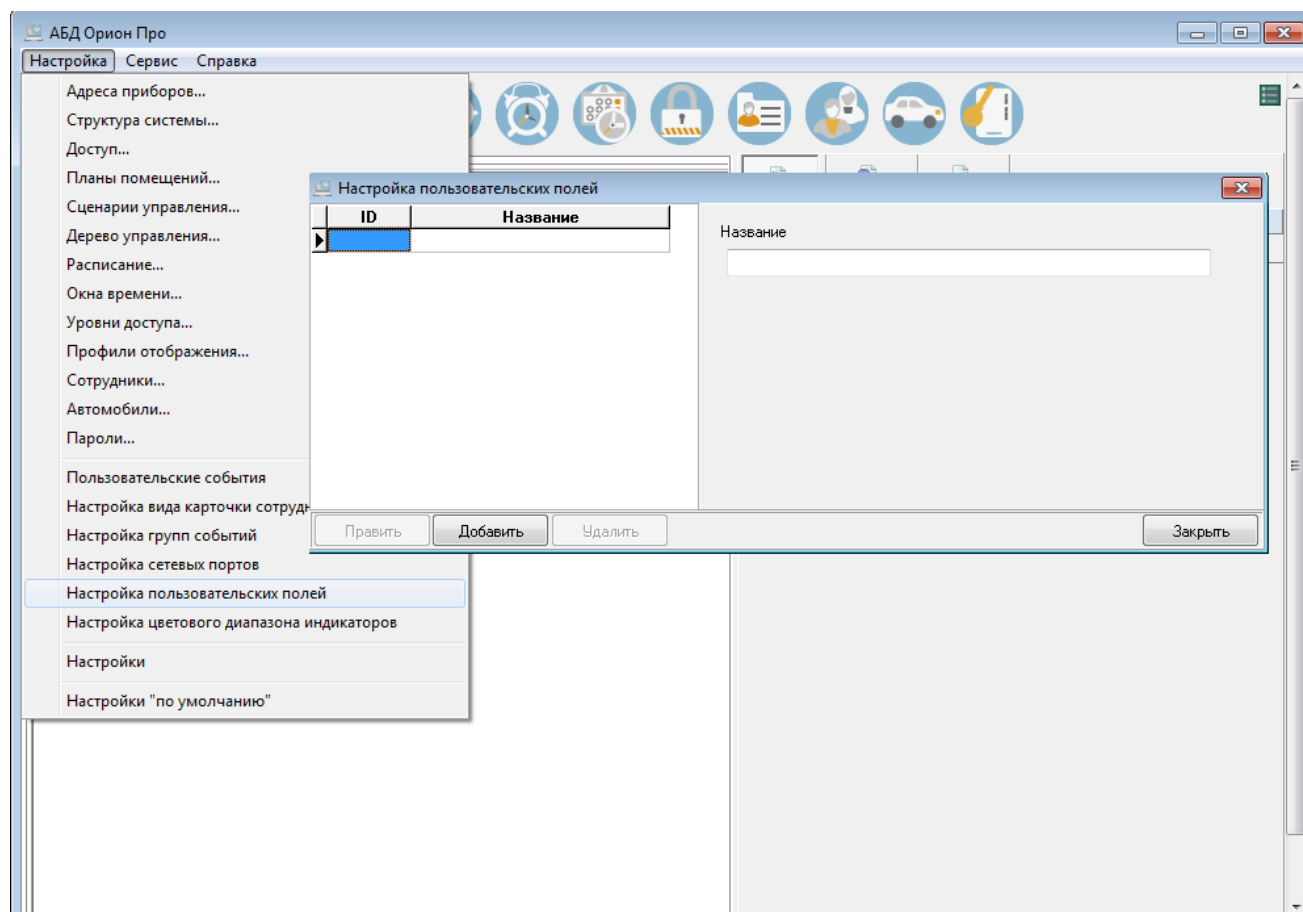 АБД Орион Про
Настройка Сервис Справка
Адреса приборов...
Структура системы...
Доступ...
Планы помещений...
Сценарии управления...
Дерево управления...
Расписание...
Окна времени...
Уровни доступа...
Профили отображения...
Сотрудники...
Автомобили...
Пароли...
Пользовательские события
Настройка вида карточки сотрудн
Настройка групп событий
Настройка сетевых портов
Настройка пользовательских полей
Настройка цветового диапазона индикаторов
Настройки
Настройки "по умолчанию"
Настройка пользовательских полей
ID Название
Название
Править Добавить Удалить Закрыть